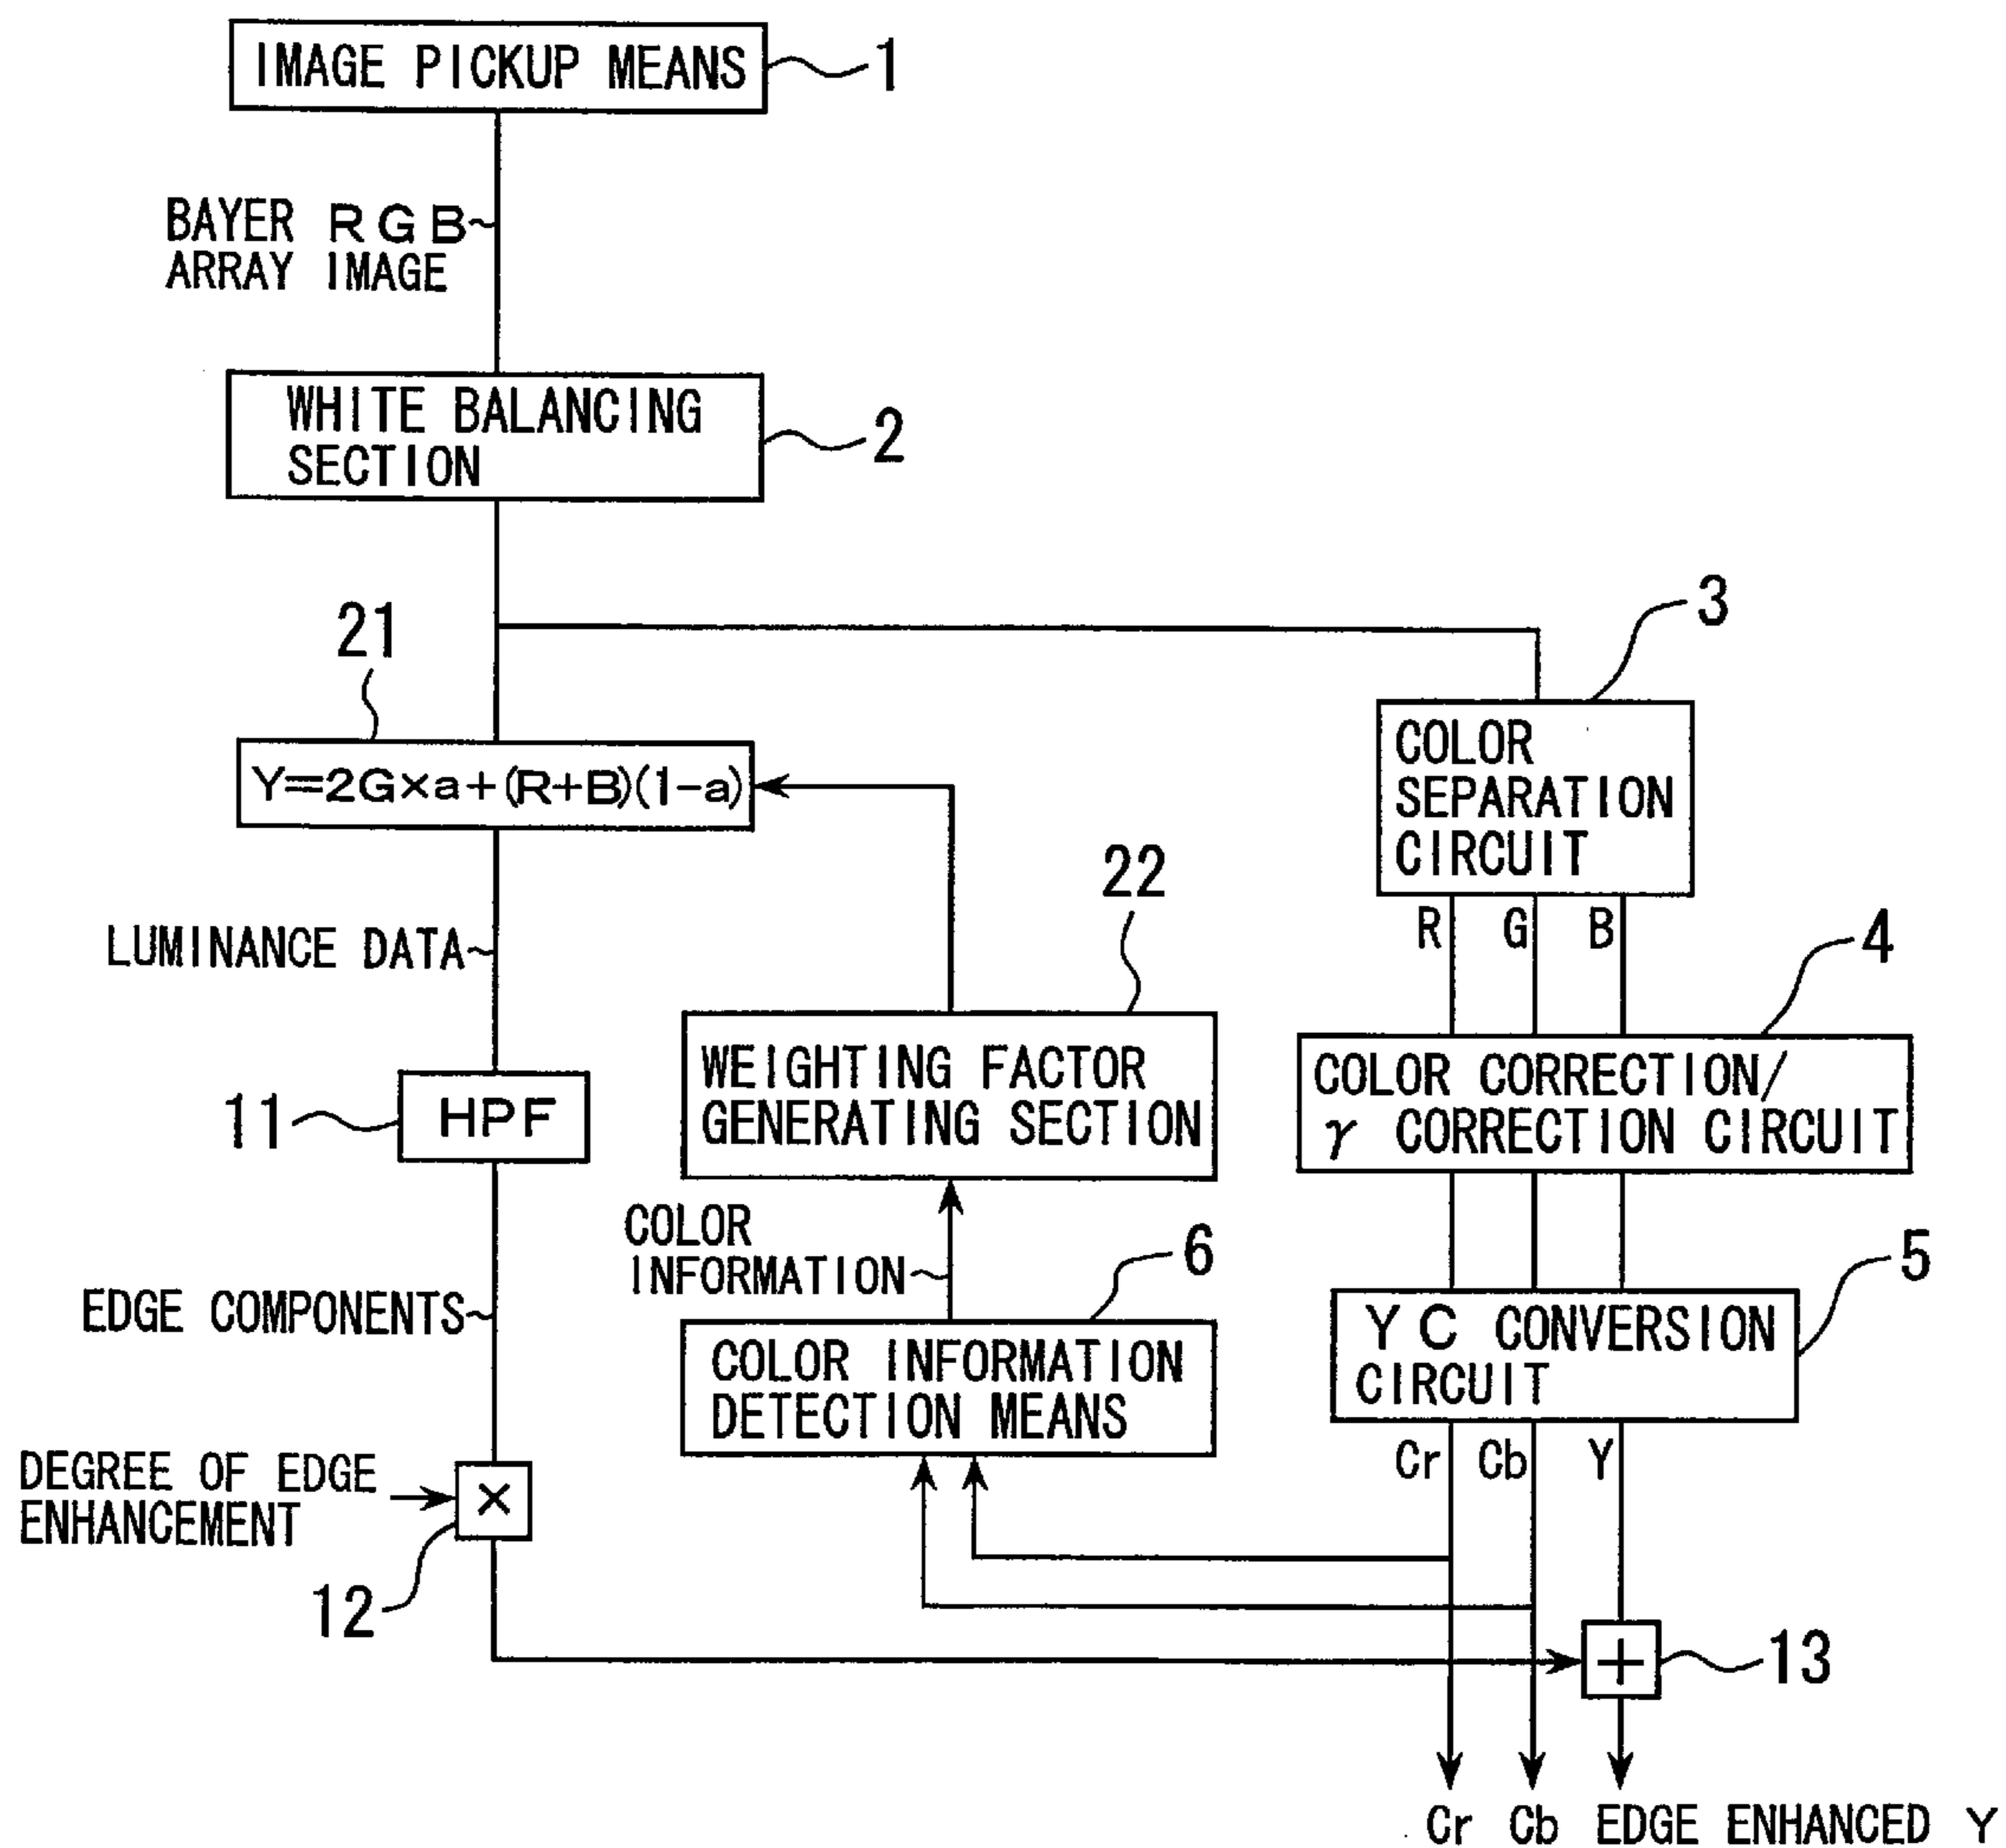 IMAGE PICKUP MEANS
1
BAYER RGB
ARRAY IMAGE
WHITE BALANCING
SECTION
2
21
3
Y=2G×a+(R+B)(1-a)
COLOR
SEPARATION
CIRCUIT
22
R G B
LUMINANCE DATA
4
WEIGHTING FACTOR
GENERATING SECTION
COLOR CORRECTION/
γ CORRECTION CIRCUIT
11
HPF
COLOR
INFORMATION
6
5
EDGE COMPONENTS
COLOR INFORMATION
DETECTION MEANS
YC CONVERSION
CIRCUIT
Cr Cb Y
DEGREE OF EDGE
ENHANCEMENT
×
12
+
13
Cr Cb EDGE ENHANCED Y